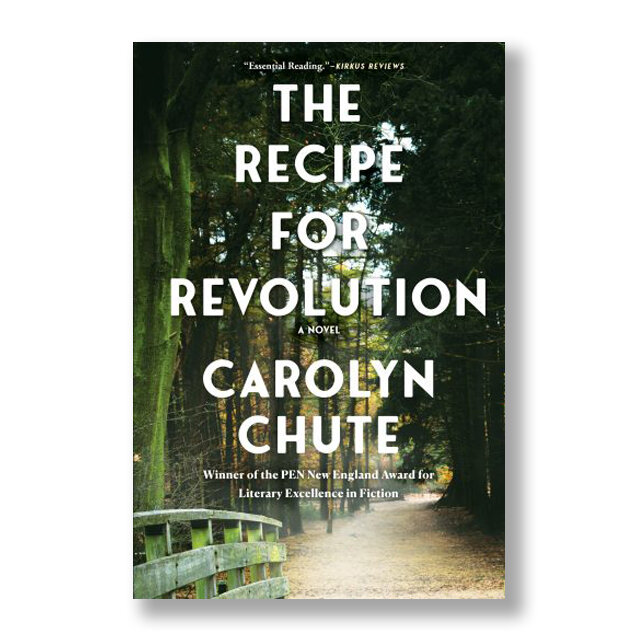 “Essential Reading.”–KIRKUS REVIEWS
THE
RECIPE
FOR
REVOLUTION
A NOVEL
CAROLYN
CHUTE
Winner of the PEN New England Award for
Literary Excellence in Fiction